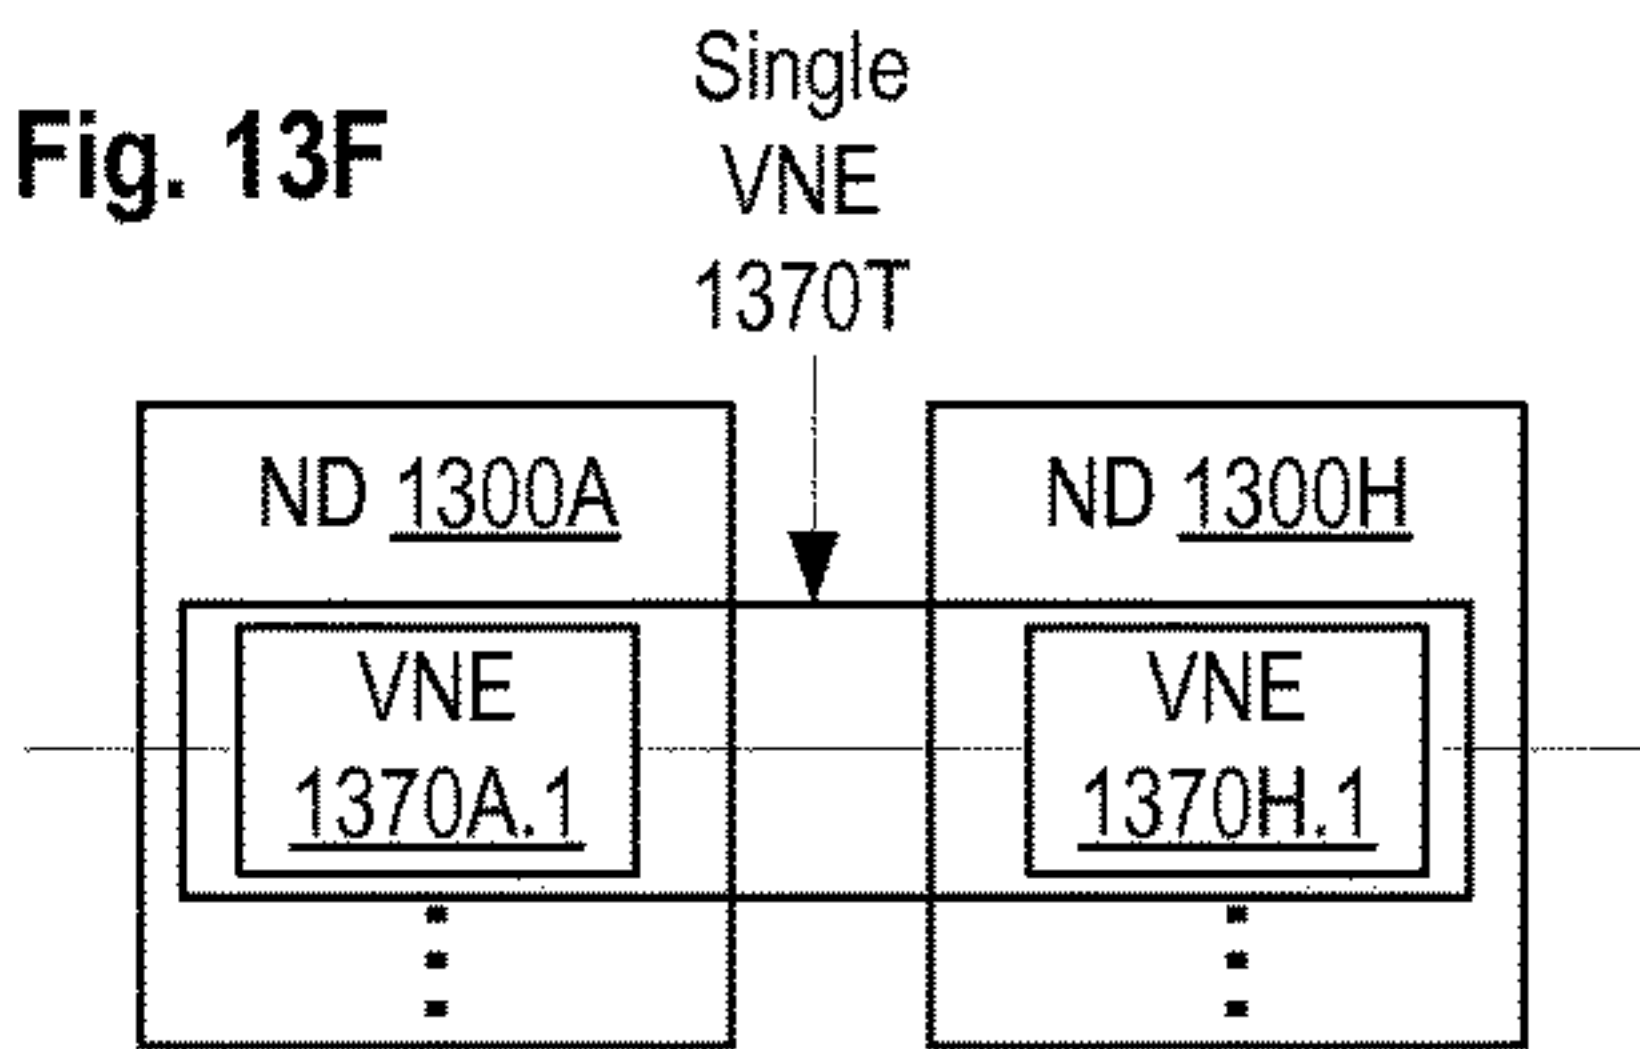 Fig. 13F
Single
VNE
1370T
ND 1300A
ND 1300H
VNE
1370A.1
VNE
1370H.1